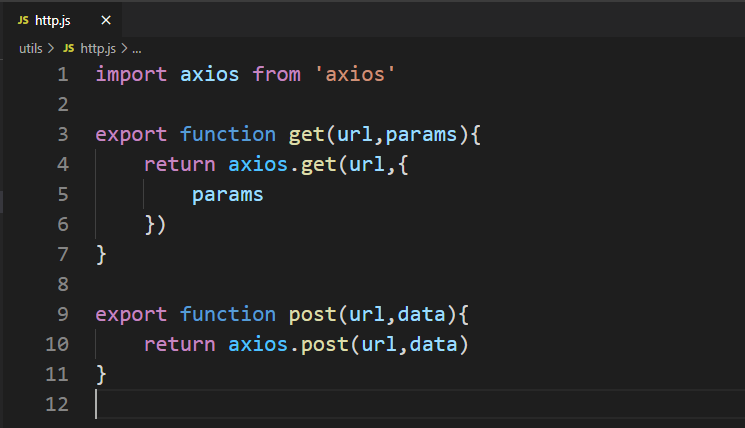 JS http.js ×
utils > JS http.js > ...
1 import axios from 'axios'
2
3 export function get(url,params){
4     return axios.get(url,{
5         params
6     })
7 }
8
9 export function post(url,data){
10     return axios.post(url,data)
11 }
12